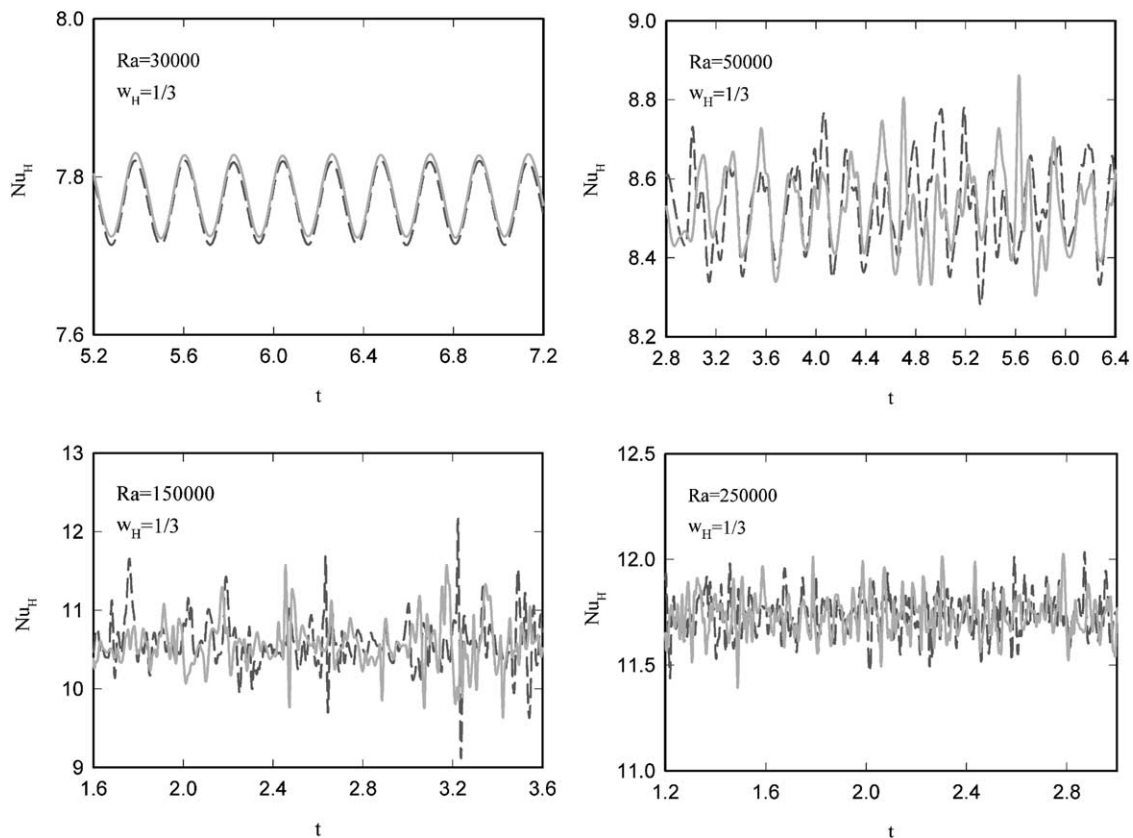 8.0
Ra=30000
w_H=1/3
7.8
7.6
Nu_H
5.2 5.6 6.0 6.4 6.8 7.2
t
9.0
Ra=50000
w_H=1/3
8.8
8.6
8.4
8.2
Nu_H
2.8 3.2 3.6 4.0 4.4 4.8 5.2 5.6 6.0 6.4
t
13
Ra=150000
w_H=1/3
12
11
10
9
Nu_H
1.6 2.0 2.4 2.8 3.2 3.6
t
12.5
Ra=250000
w_H=1/3
12.0
11.5
11.0
Nu_H
1.2 1.6 2.0 2.4 2.8
t